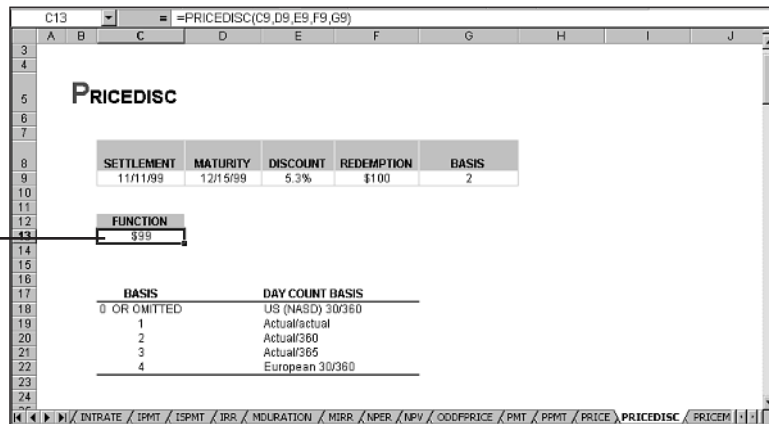 C13 = =PRICEDISC(C9,D9,E9,F9,G9)
A B C D E F G H I J
3
4
5 PRICEDISC
6
7
8 SETTLEMENT MATURITY DISCOUNT REDEMPTION BASIS
9 11/11/99 12/15/99 5.3% $100 2
10
11
12 FUNCTION
13 $99
14
15
16
17 BASIS DAY COUNT BASIS
18 0 OR OMITTED US (NASD) 30/360
19 1 Actual/actual
20 2 Actual/360
21 3 Actual/365
22 4 European 30/360
23
24
INTRATE / IPMT / ISPMT / IRR / MDURATION / MIRR / NPER / NPV / ODDFPRICE / PMT / PPMT / PRICE \ PRICEDISC / PRICEM